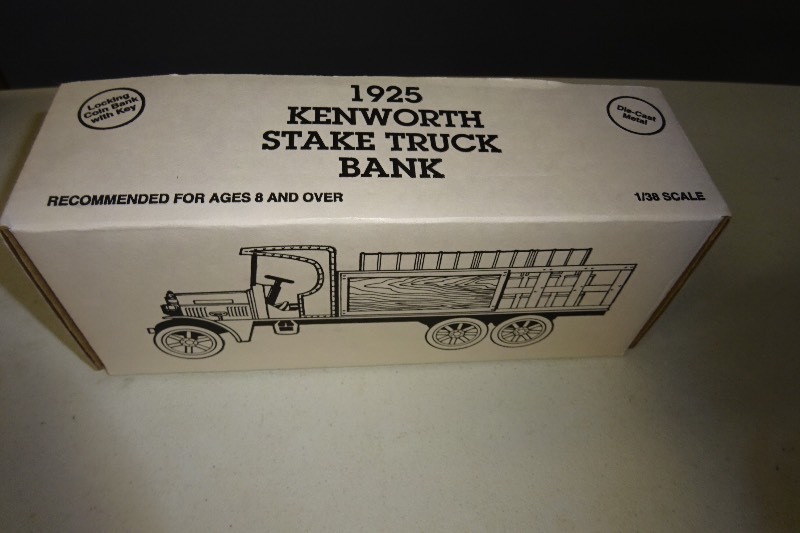 1925
KENWORTH
STAKE TRUCK
BANK
Locking
Coin Bank
with Key
Die-Cast
Metal
RECOMMENDED FOR AGES 8 AND OVER
1/38 SCALE